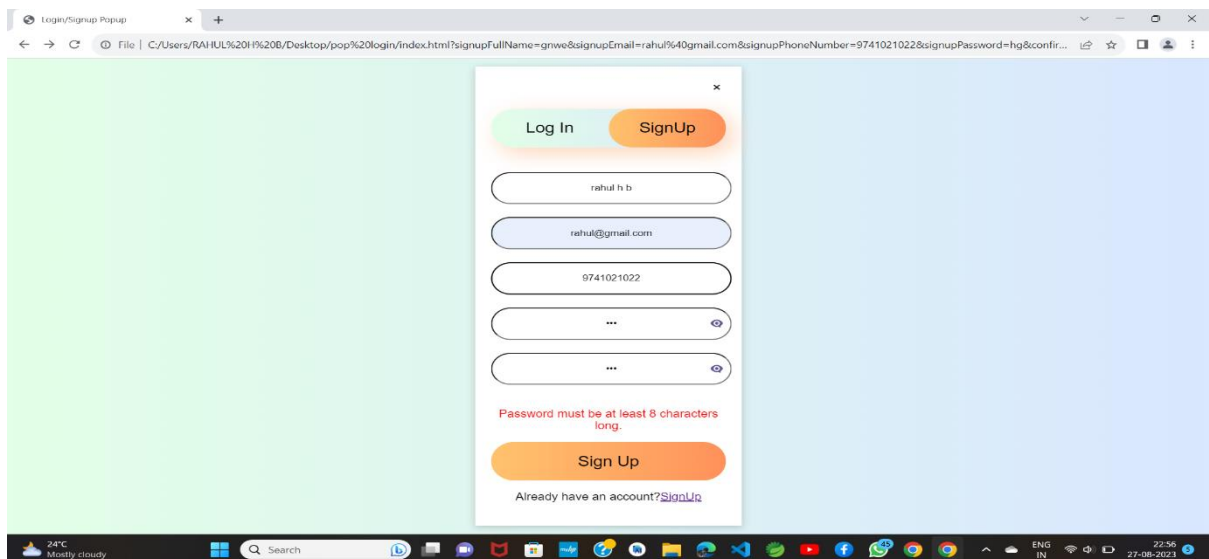 Login/Signup Popup
File | C:/Users/RAHUL%20H%20B/Desktop/pop%20login/index.html?signupFullName=gnwe&signupEmail=rahul%40gmail.com&signupPhoneNumber=9741021022&signupPassword=hg&confir...
Log In SignUp
rahul h b
rahul@gmail.com
9741021022
Password must be at least 8 characters
long.
Sign Up
Already have an account?SignUp
24°C
Mostly cloudy
Search
45
ENG
IN
22:56
27-08-2023